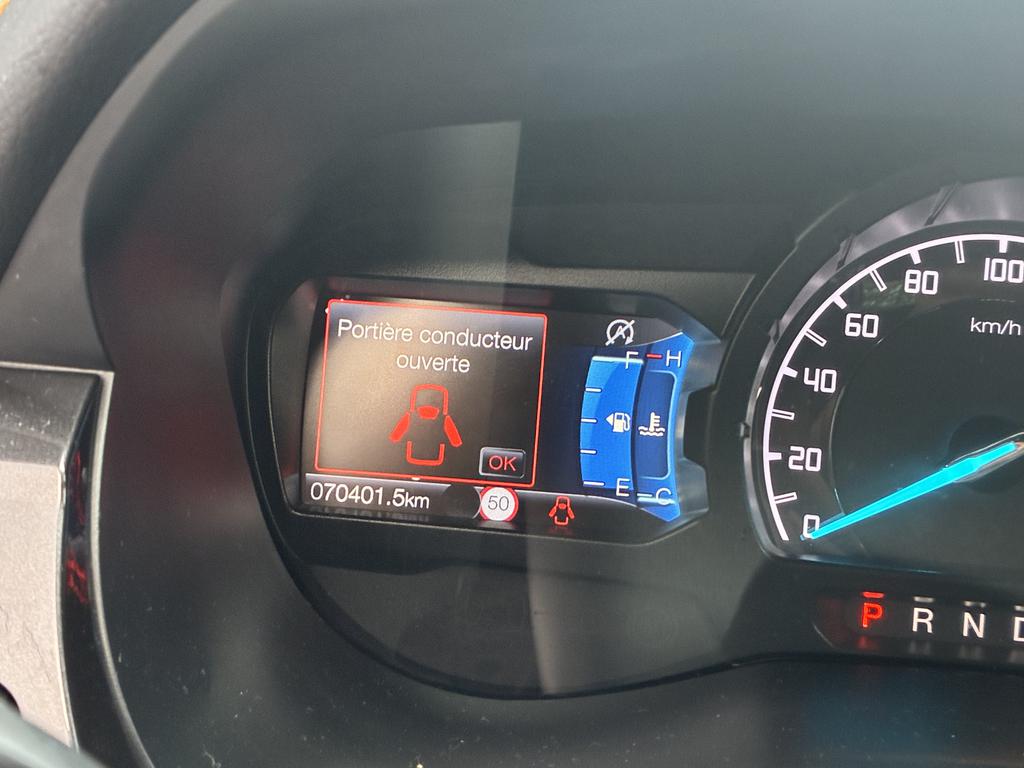 Portière conducteur
ouverte
OK
070401.5km
50
A
F
H
E
C
100
80
60
40
20
0
km/h
P R N D